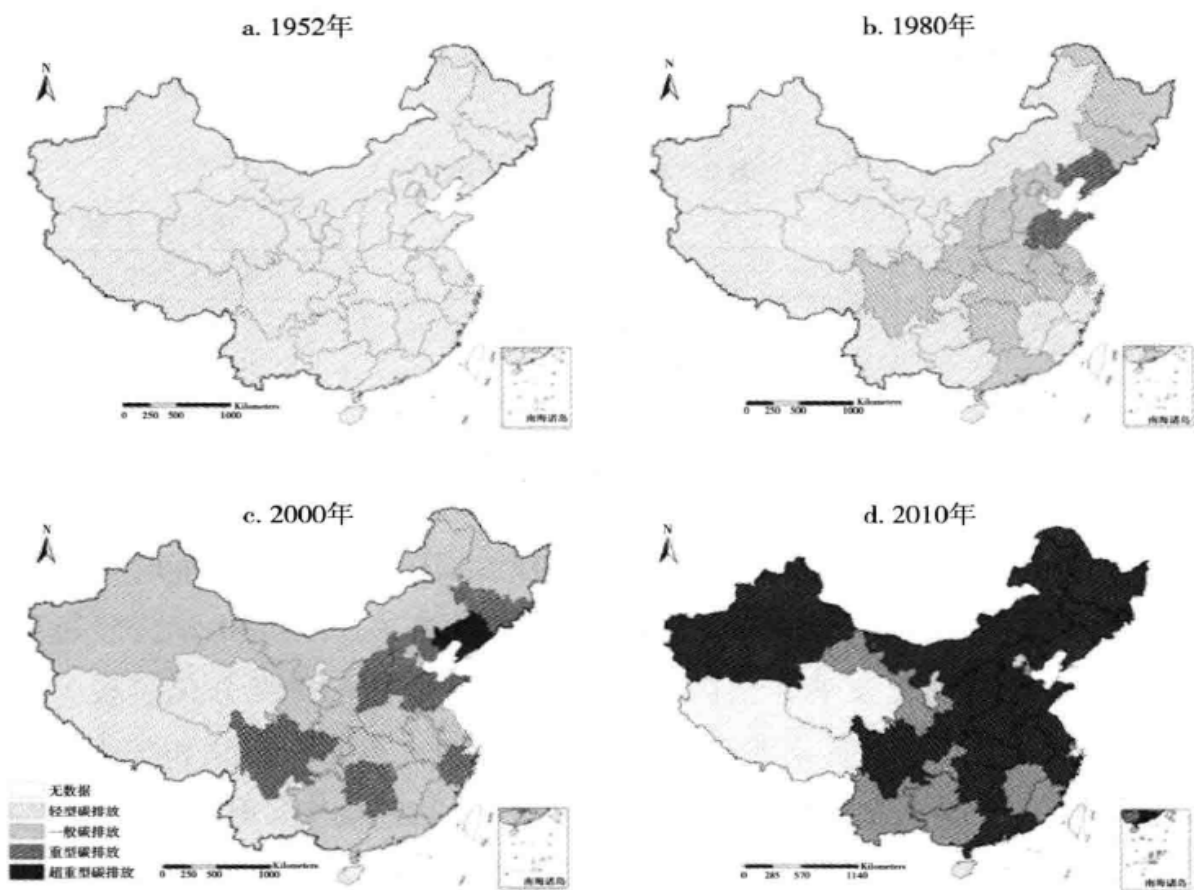 a. 1952年
b. 1980年
N
N
Kilometers
0 250 500 1000
南海诸岛
Kilometers
0 250 500 1000
南海诸岛
c. 2000年
d. 2010年
N
N
无数据
轻型碳排放
一般碳排放
重型碳排放
超重型碳排放
Kilometers
0 250 500 1000
南海诸岛
Kilometers
0 285 570 1140
南海诸岛